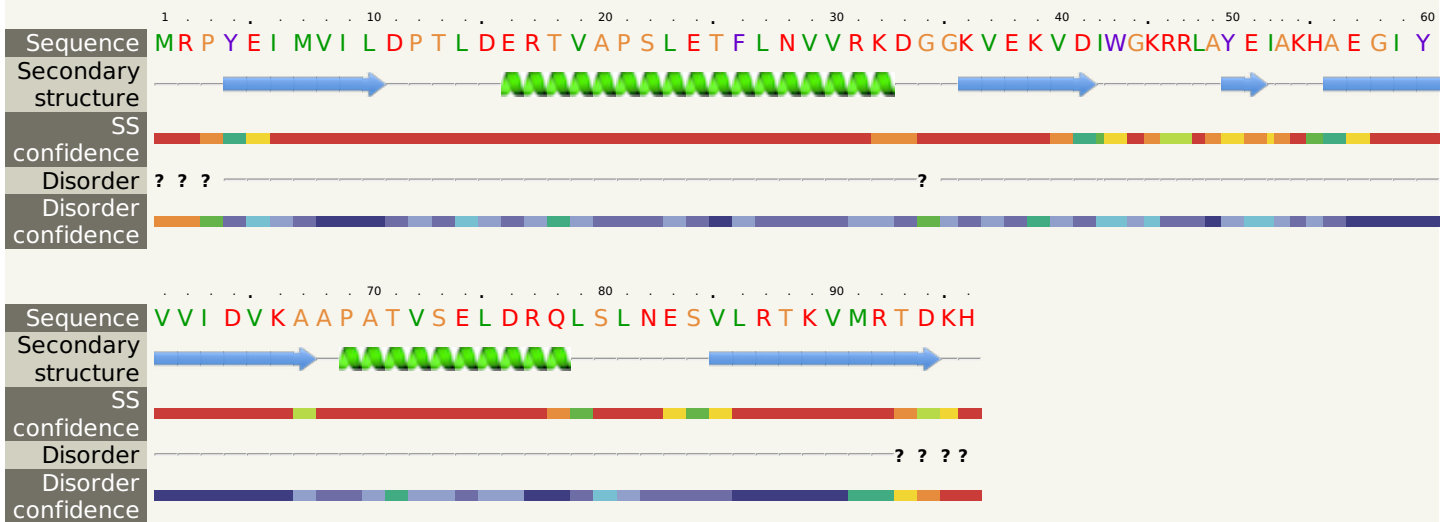 1 10 20 30 40 50 60
Sequence M R P Y E I M V I L D P T L D E R T V A P S L E T F L N V V R K D G G K V E K V D I W G K R R L A Y E I A K H A E G I Y
Secondary
structure
SS
confidence
Disorder ? ? ? ?
Disorder
confidence
70 80 90
Sequence V V I D V K A A P A T V S E L D R Q L S L N E S V L R T K V M R T D K H
Secondary
structure
SS
confidence
Disorder ? ? ? ?
Disorder
confidence